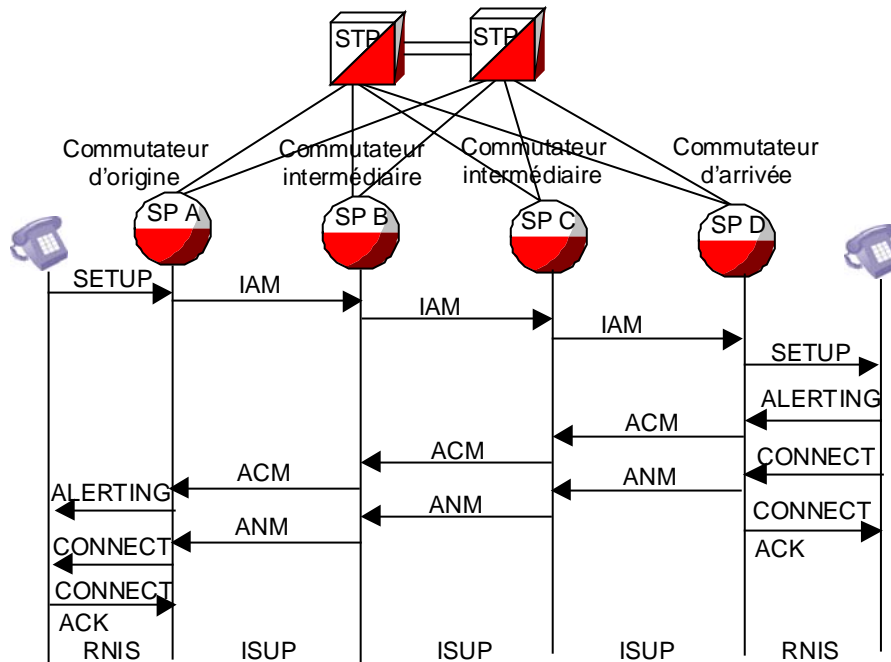 STP
STP
Commutateur
d'origine
Commutateur
intermédiaire
Commutateur
intermédiaire
Commutateur
d'arrivée
SP A
SP B
SP C
SP D
SETUP
IAM
IAM
IAM
SETUP
ALERTING
ACM
ACM
CONNECT
ACM
ANM
ALERTING
ANM
CONNECT
ACK
ANM
CONNECT
CONNECT
ACK
RNIS
ISUP
ISUP
ISUP
RNIS